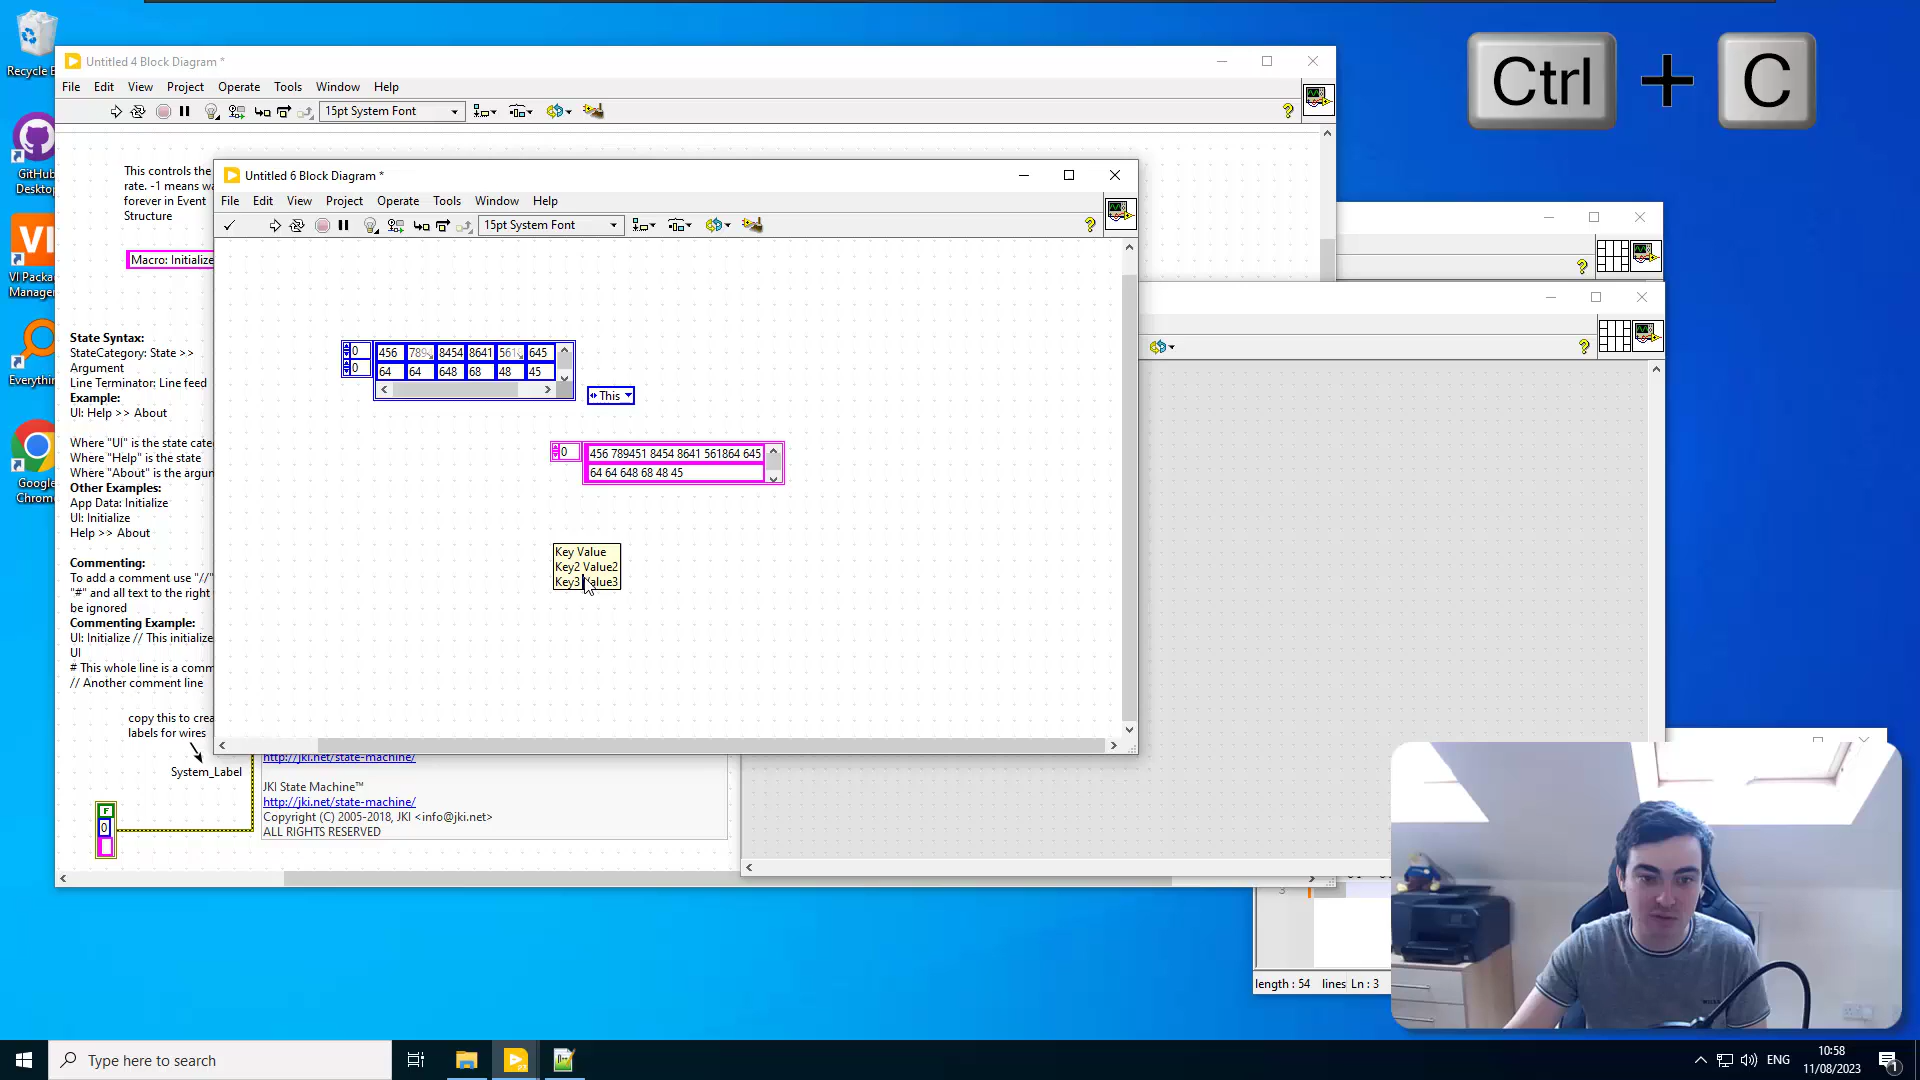 Ctrl + C
Recycle
GitHub
Desktop
VI Packa
Manager
Everythin
Google
Chrome
Untitled 4 Block Diagram *
File Edit View Project Operate Tools Window Help
15pt System Font
This controls the
rate. -1 means wa
forever in Event
Structure
Macro: Initialize
State Syntax:
StateCategory: State >>
Argument
Line Terminator: Line feed
Example:
UI: Help >> About
Where "UI" is the state cate
Where "Help" is the state
Where "About" is the argun
Other Examples:
App Data: Initialize
UI: Initialize
Help >> About
Commenting:
To add a comment use "//"
"#" and all text to the right
be ignored
Commenting Example:
UI: Initialize // This initialize
UI
# This whole line is a comm
// Another comment line
copy this to crea
labels for wires
System_Label
F
0
http://jki.net/state-machine/
JKI State Machine™
http://jki.net/state-machine/
Copyright (C) 2005-2018, JKI <info@jki.net>
ALL RIGHTS RESERVED
Untitled 6 Block Diagram *
File Edit View Project Operate Tools Window Help
15pt System Font
0 456 789 8454 8641 561 645
0 64 64 648 68 48 45
This
0 456 789451 8454 8641 561864 645
64 64 648 68 48 45
Key Value
Key2 Value2
Key3 Value3
3
length : 54 lines Ln : 3
Type here to search
ENG
10:58
11/08/2023
1